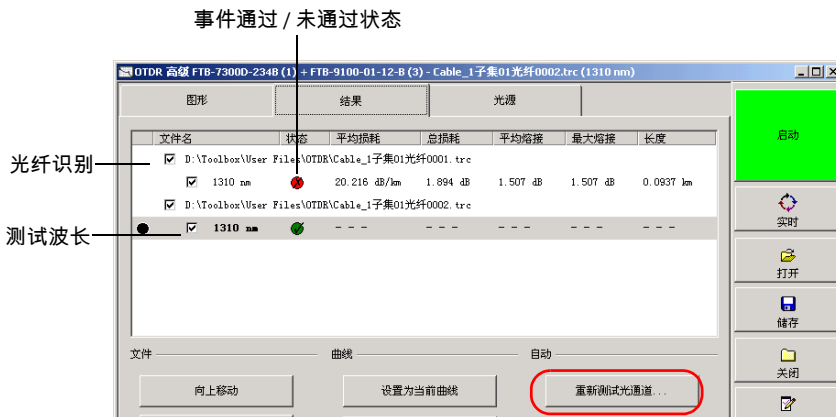 事件通过 / 未通过状态
OTDR 高级 FTB-7300D-234B (1) + FTB-9100-01-12-B (3) - Cable_1子集01光纤0002.trc (1310 nm)
图形 结果 光源
文件名 状态 平均损耗 总损耗 平均熔接 最大熔接 长度
光纤识别 D:\Toolbox\User Files\OTDR\Cable_1子集01光纤0001.trc
1310 nm 20.216 dB/km 1.894 dB 1.507 dB 1.507 dB 0.0937 km
D:\Toolbox\User Files\OTDR\Cable_1子集01光纤0002.trc
测试波长 1310 nm - - - - - - - - - - - - - - -
文件 曲线 自动
向上移动 设置为当前曲线 重新测试光通道...
启动
实时
打开
储存
关闭